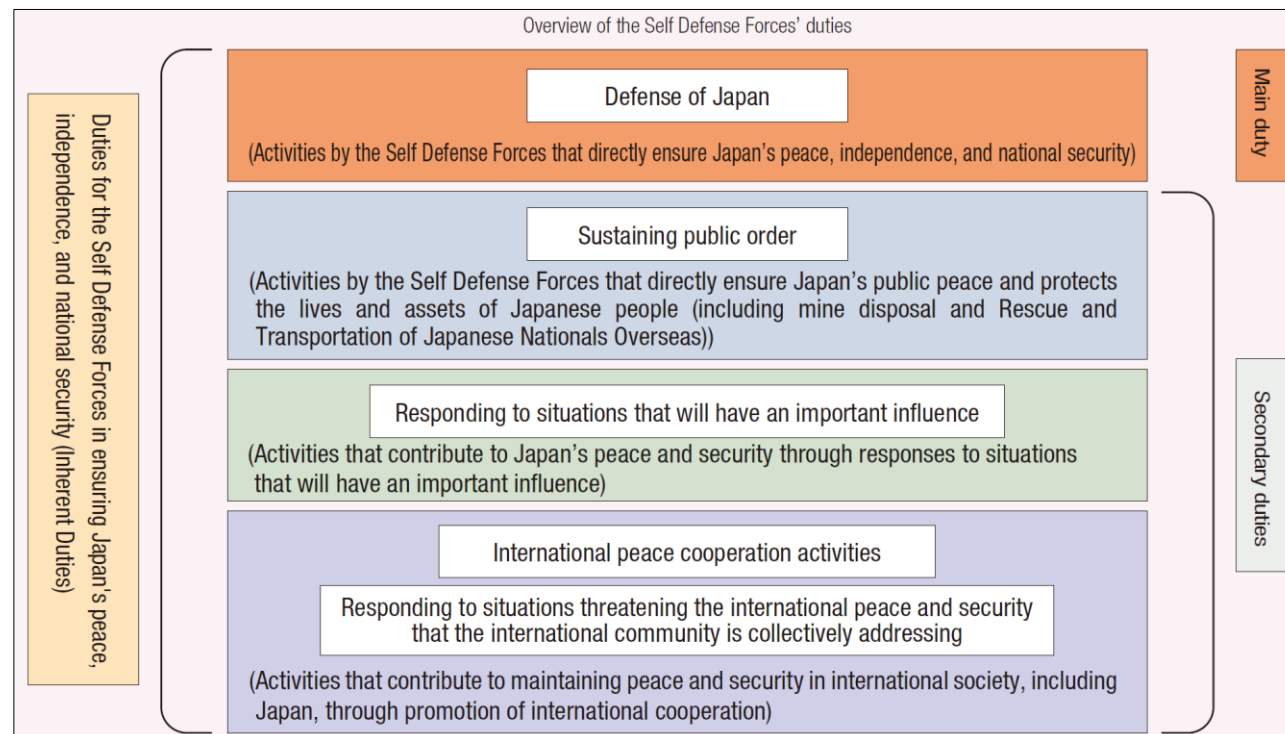 Overview of the Self Defense Forces' duties
Duties for the Self Defense Forces in ensuring Japan's peace,
independence, and national security (Inherent Duties)
Defense of Japan
(Activities by the Self Defense Forces that directly ensure Japan's peace, independence, and national security)
Main duty
Sustaining public order
(Activities by the Self Defense Forces that directly ensure Japan's public peace and protects
the lives and assets of Japanese people (including mine disposal and Rescue and
Transportation of Japanese Nationals Overseas))
Responding to situations that will have an important influence
(Activities that contribute to Japan's peace and security through responses to situations
that will have an important influence)
Secondary duties
International peace cooperation activities
Responding to situations threatening the international peace and security
that the international community is collectively addressing
(Activities that contribute to maintaining peace and security in international society, including
Japan, through promotion of international cooperation)